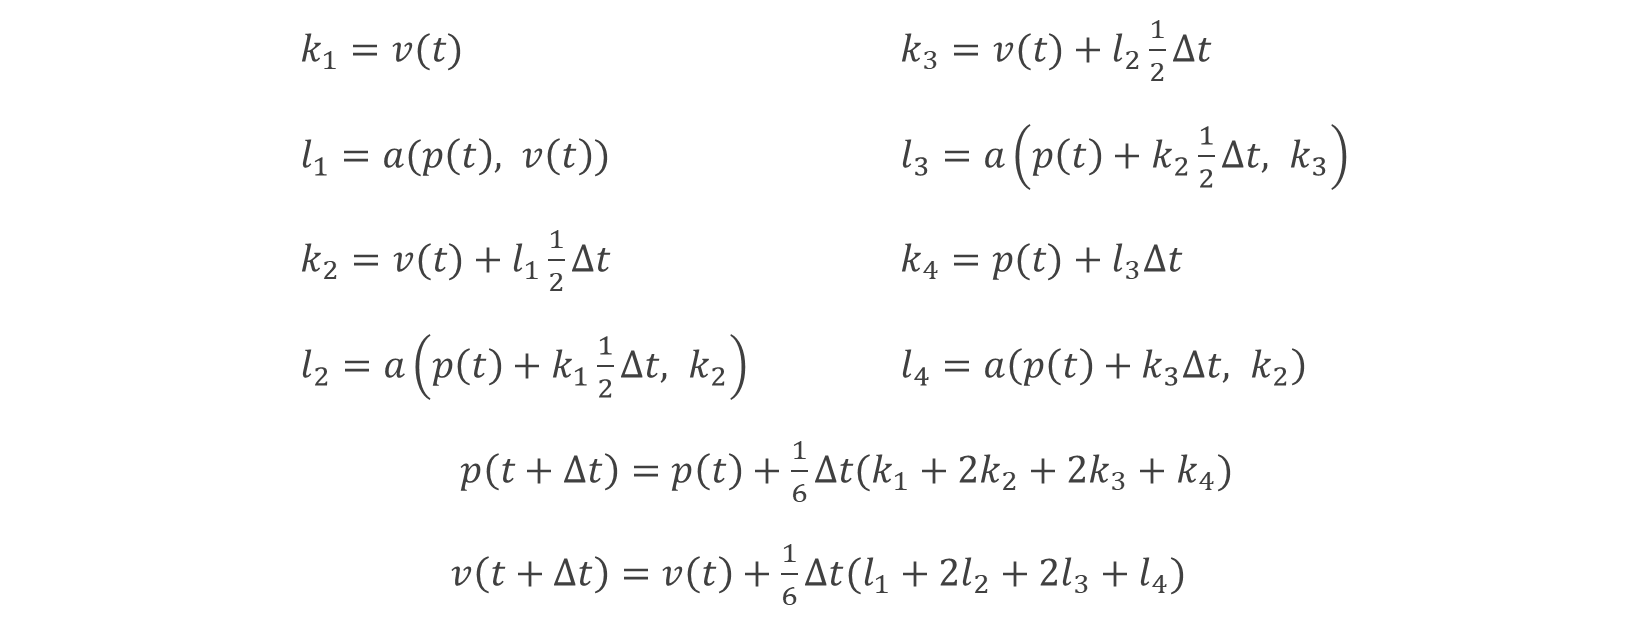 k₁ = v(t)
l₁ = a(p(t), v(t))
k₂ = v(t) + l₁ ½ Δt
l₂ = a(p(t) + k₁ ½ Δt, k₂)
k₃ = v(t) + l₂ ½ Δt
l₃ = a(p(t) + k₂ ½ Δt, k₃)
k₄ = p(t) + l₃Δt
l₄ = a(p(t) + k₃Δt, k₂)
p(t + Δt) = p(t) + ⅙ Δt(k₁ + 2k₂ + 2k₃ + k₄)
v(t + Δt) = v(t) + ⅙ Δt(l₁ + 2l₂ + 2l₃ + l₄)